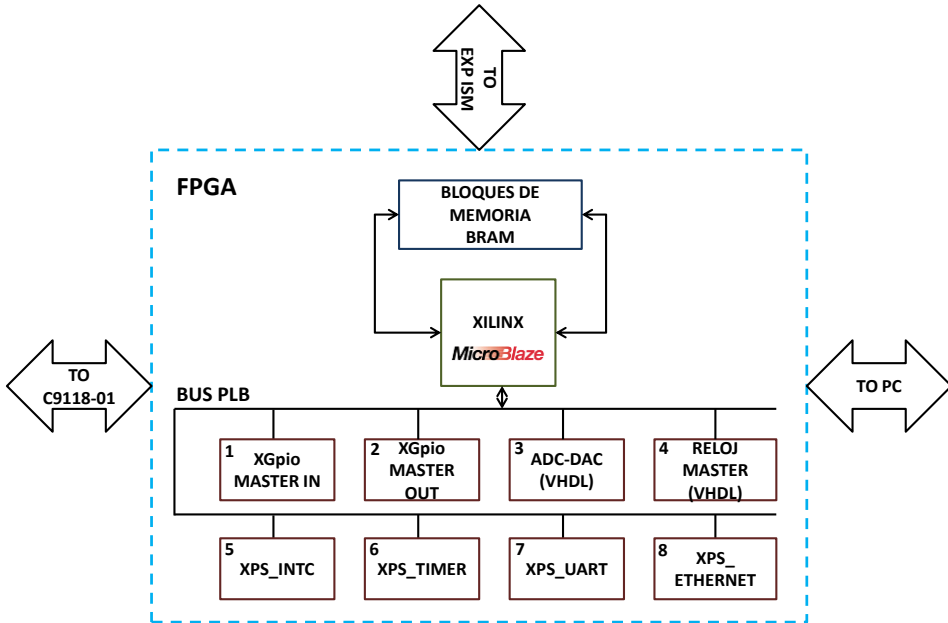 TO
EXP ISM
FPGA
BLOQUES DE
MEMORIA
BRAM
XILINX
MicroBlaze
TO
C9118-01
TO PC
BUS PLB
1
XGpio
MASTER IN
2
XGpio
MASTER
OUT
3
ADC-DAC
(VHDL)
4
RELOJ
MASTER
(VHDL)
5
XPS_INTC
6
XPS_TIMER
7
XPS_UART
8
XPS_
ETHERNET